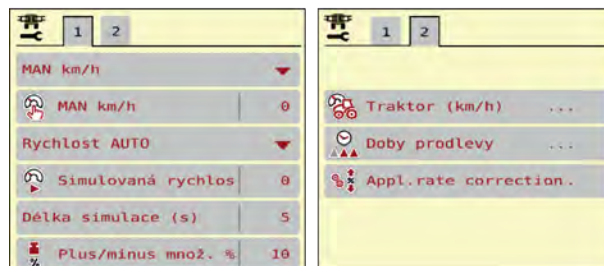 1 2
MAN km/h
MAN km/h 0
Rychlost AUTO
Simulovaná rychlos 0
Délka simulace (s) 5
% Plus/minus množ. % 10
1 2
Traktor (km/h) ...
Doby prodlevy ...
Appl.rate correction.